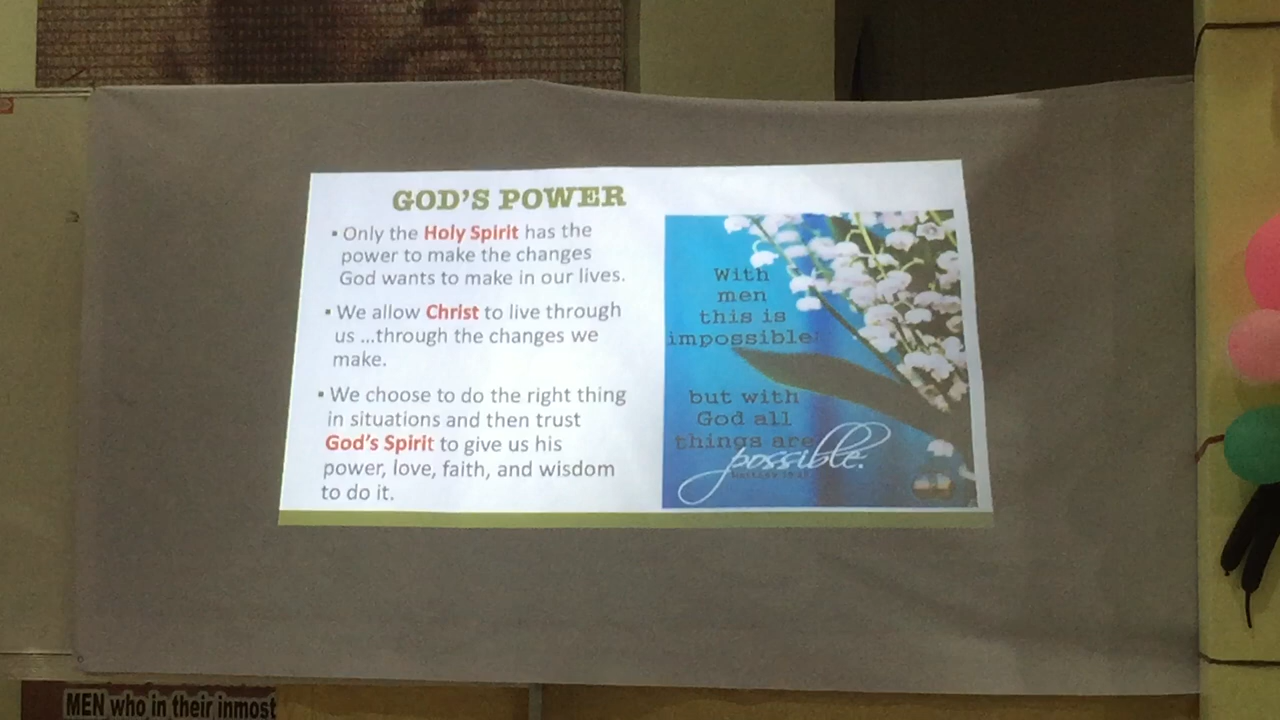 GOD'S POWER
▪ Only the Holy Spirit has the
power to make the changes
God wants to make in our lives.
▪ We allow Christ to live through
us ...through the changes we
make.
▪ We choose to do the right thing
in situations and then trust
God's Spirit to give us his
power, love, faith, and wisdom
to do it.
With
men
this is
impossible
but with
God all
things are
possible.
MEN who in their inmost